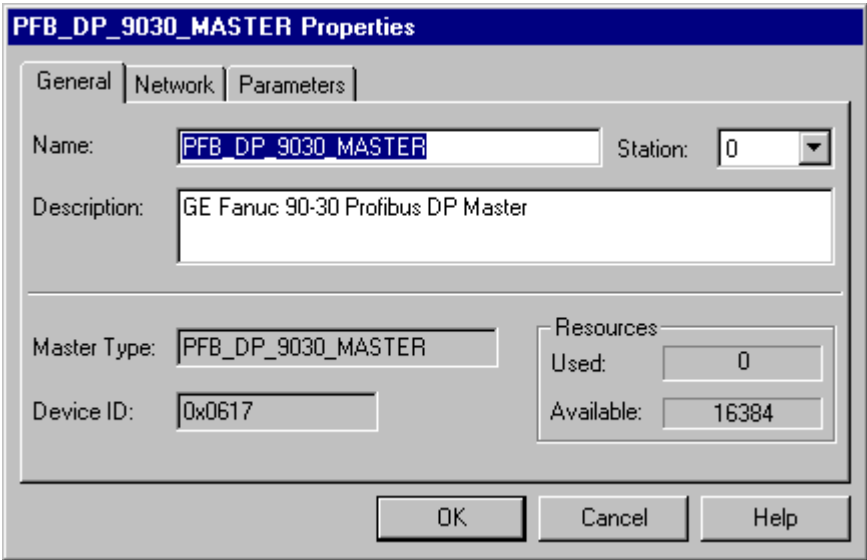 PFB_DP_9030_MASTER Properties
General Network Parameters
Name: PFB_DP_9030_MASTER Station: 0
Description: GE Fanuc 90-30 Profibus DP Master
Master Type: PFB_DP_9030_MASTER
Device ID: 0x0617
Resources
Used: 0
Available: 16384
OK Cancel Help